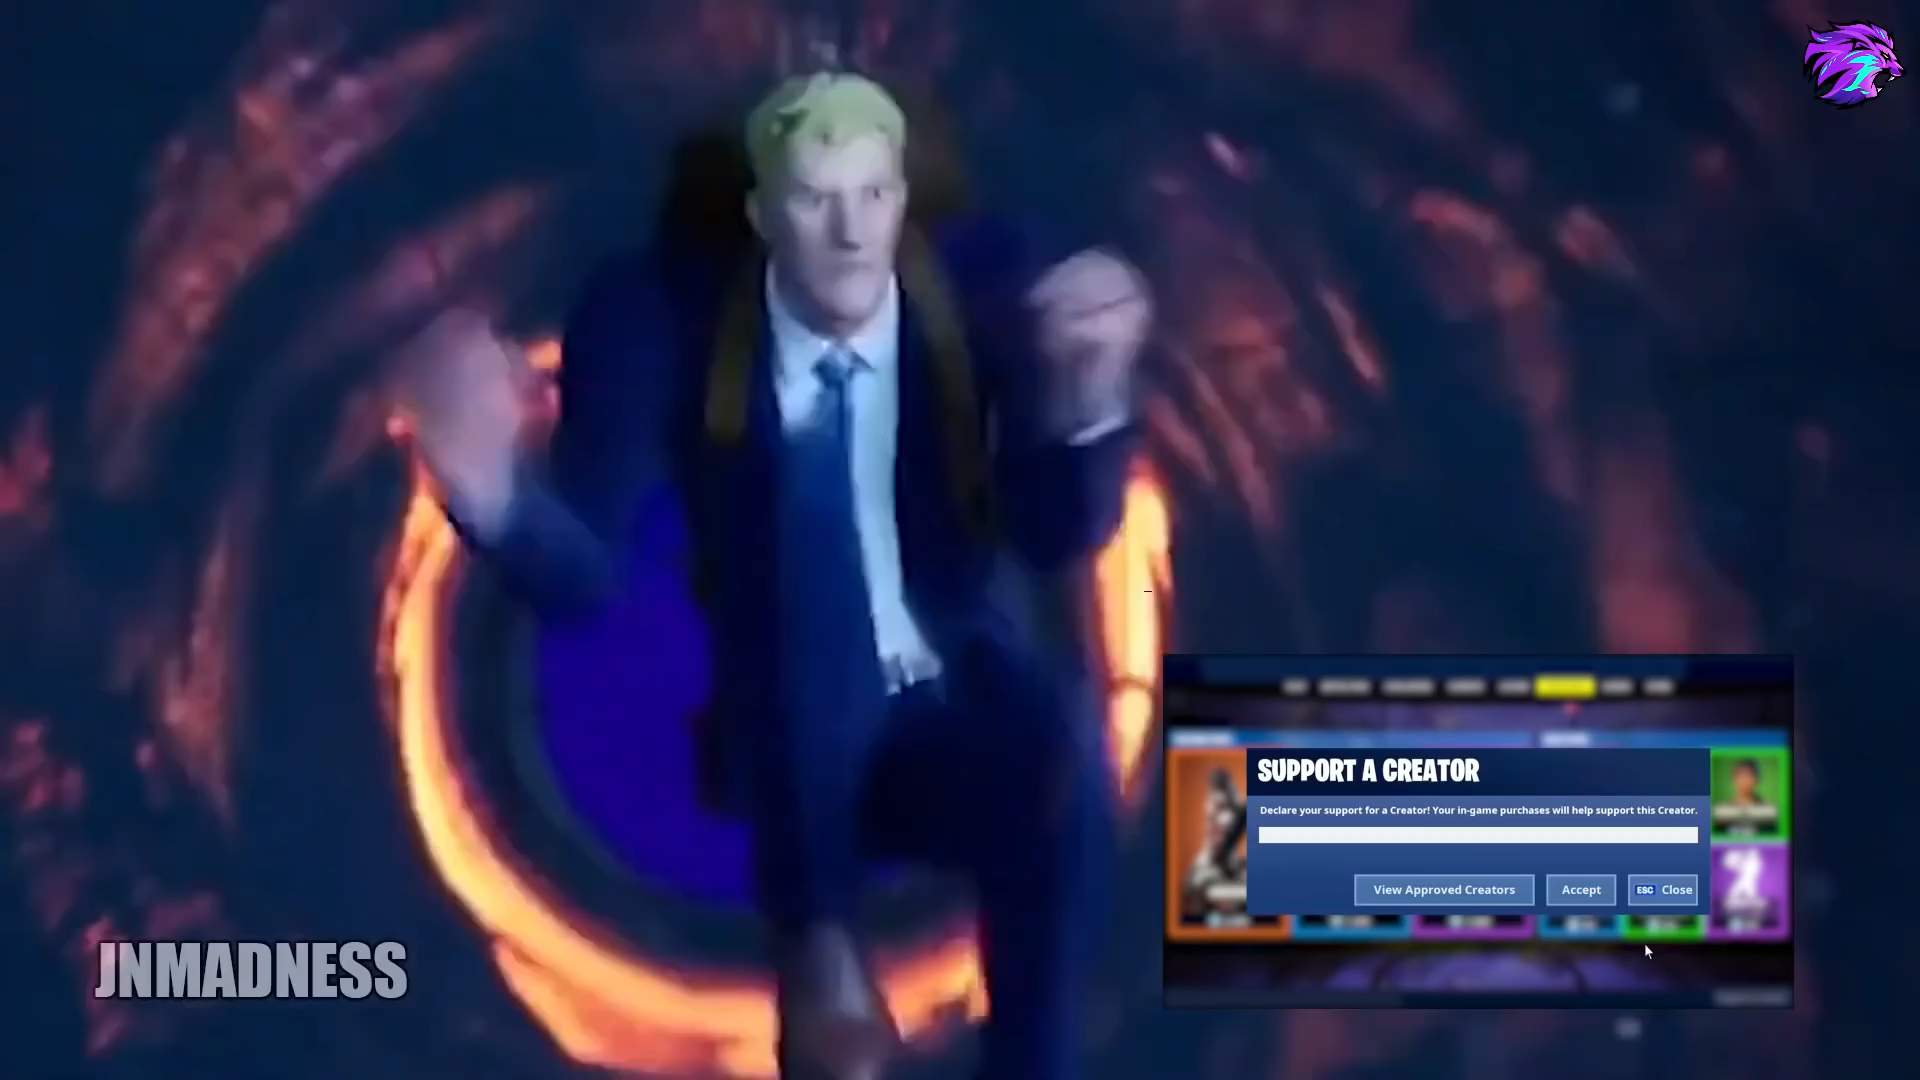 SUPPORT A CREATOR
Declare your support for a Creator! Your in-game purchases will help support this Creator.
View Approved Creators
Accept
ESC Close
JNMADNESS